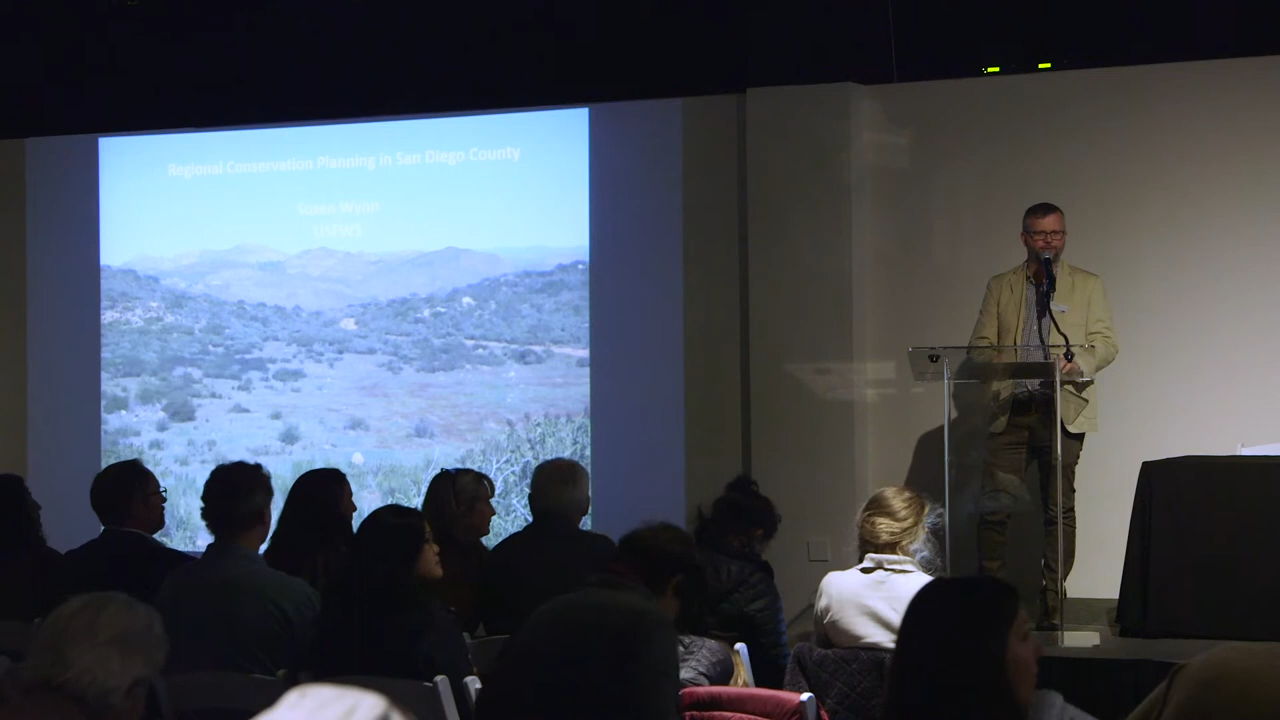 Regional Conservation Planning in San Diego County
Susan Wynn
USFWS